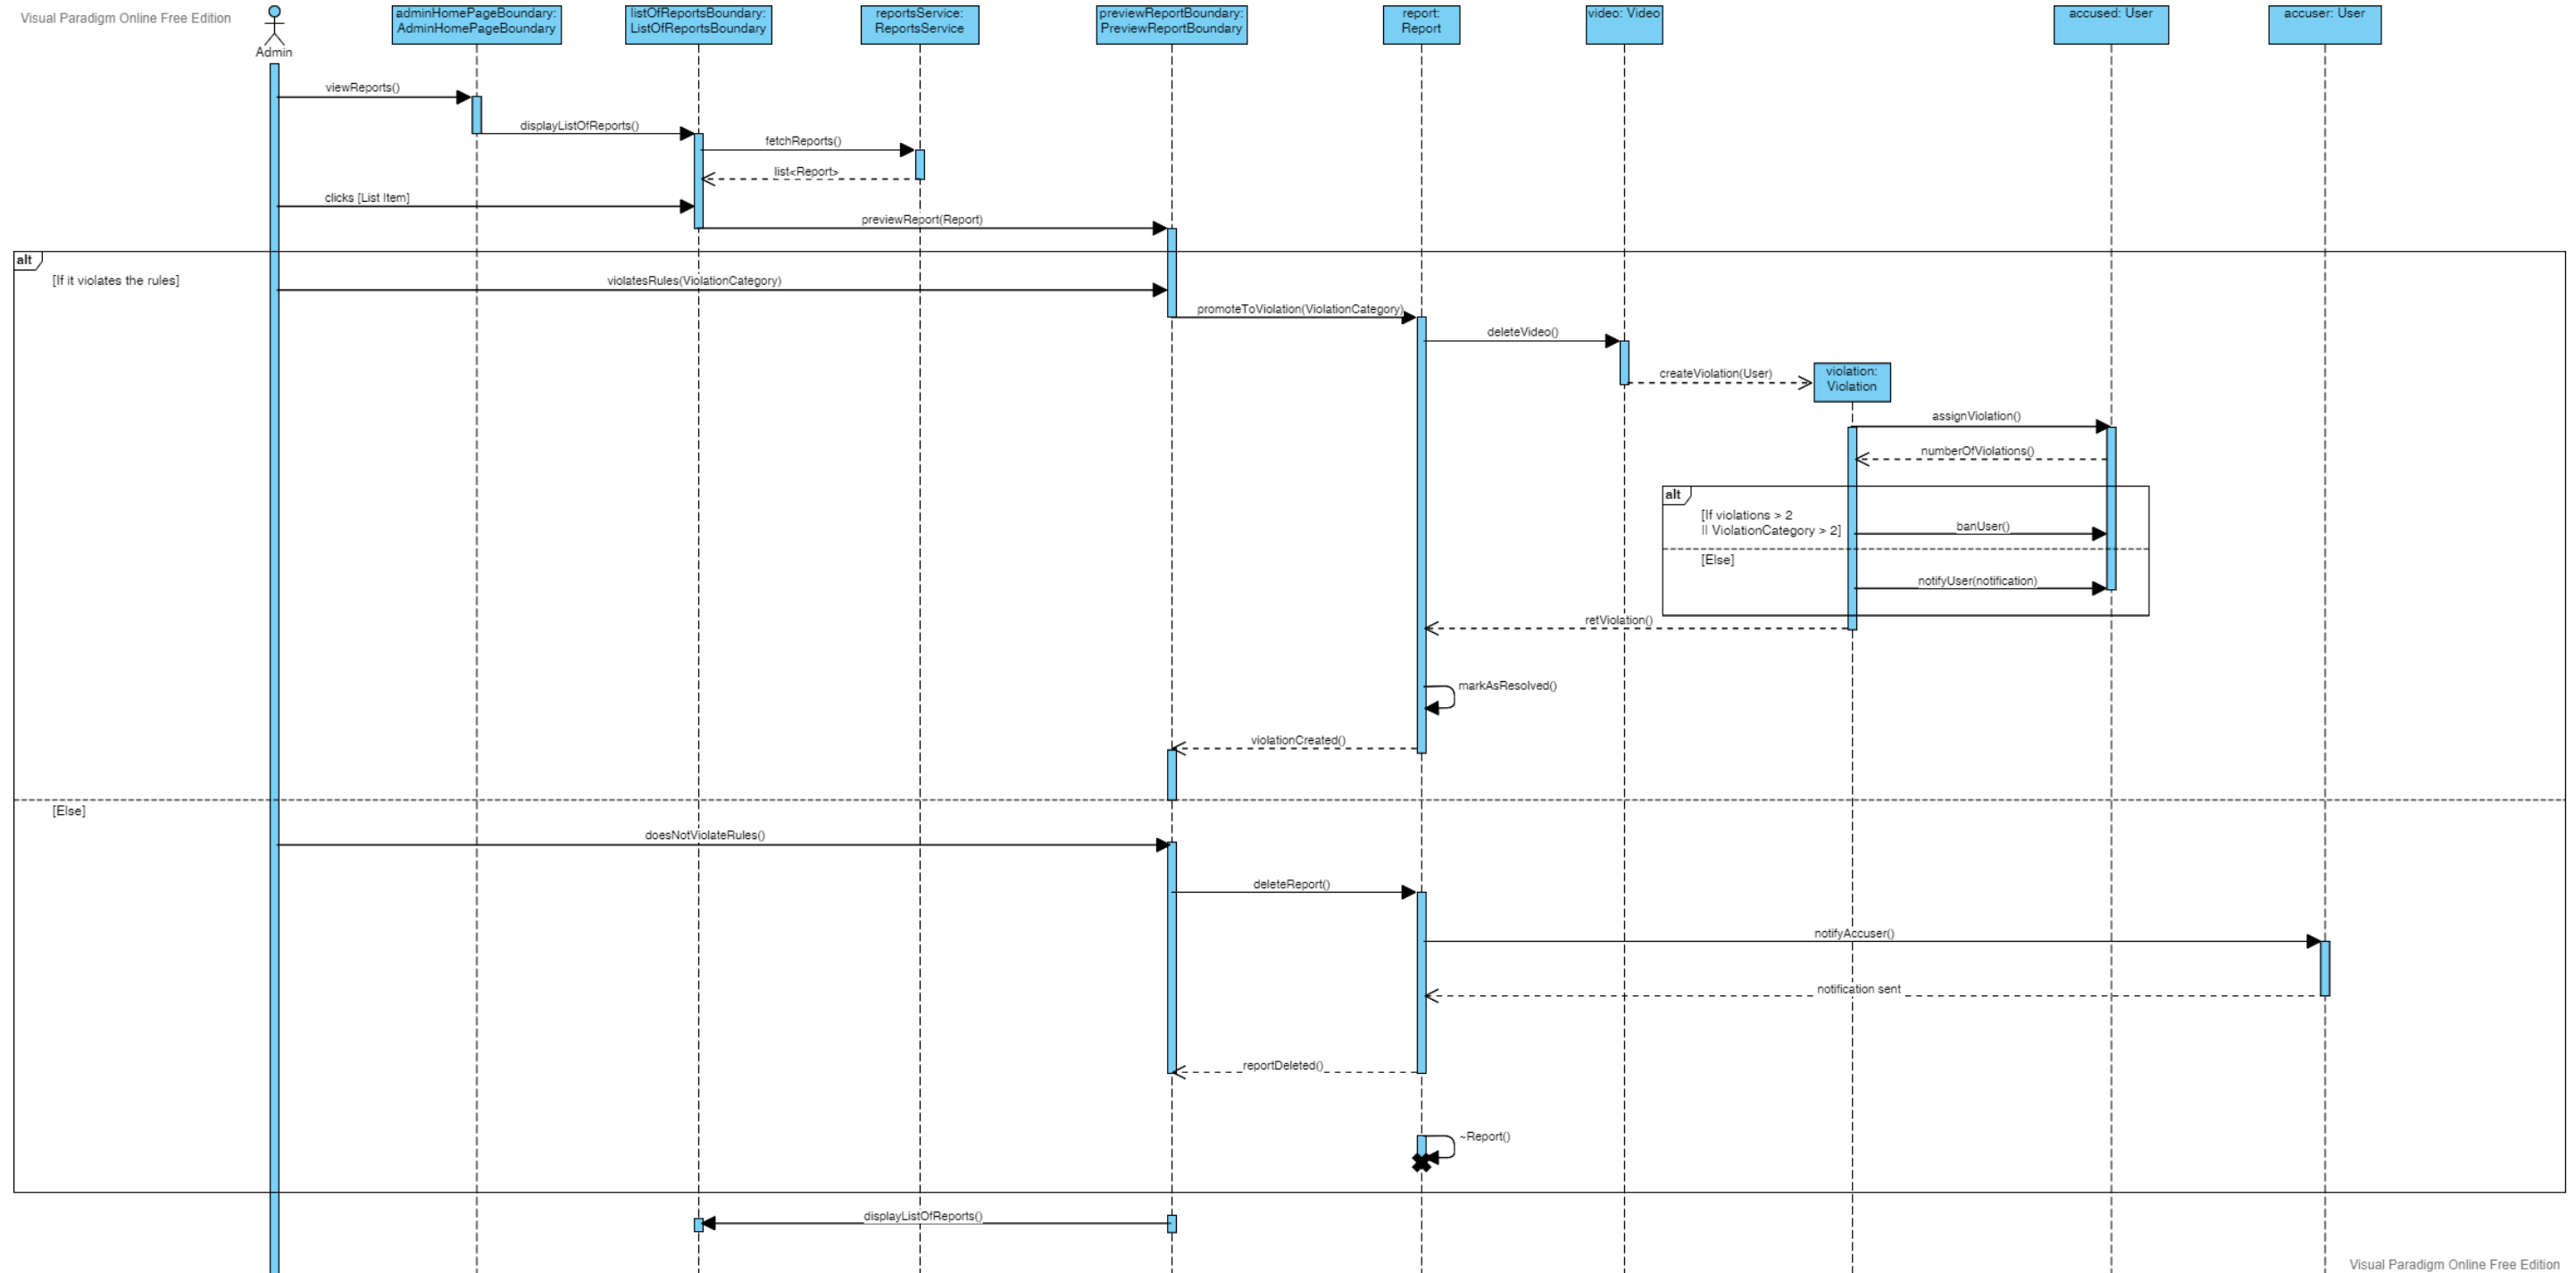 Visual Paradigm Online Free Edition
Admin
adminHomePageBoundary:
AdminHomePageBoundary
listOfReportsBoundary:
ListOfReportsBoundary
reportsService:
ReportsService
previewReportBoundary:
PreviewReportBoundary
report:
Report
video: Video
accused: User
accuser: User
viewReports()
displayListOfReports()
fetchReports()
list<Report>
clicks [List Item]
previewReport(Report)
alt
[If it violates the rules]
violatesRules(ViolationCategory)
promoteToViolation(ViolationCategory)
deleteVideo()
createViolation(User)
violation:
Violation
assignViolation()
numberOfViolations()
alt
[If violations > 2
|| ViolationCategory > 2]
banUser()
[Else]
notifyUser(notification)
retViolation()
markAsResolved()
violationCreated()
[Else]
doesNotViolateRules()
deleteReport()
notifyAccuser()
notification sent
reportDeleted()
~Report()
displayListOfReports()
Visual Paradigm Online Free Edition